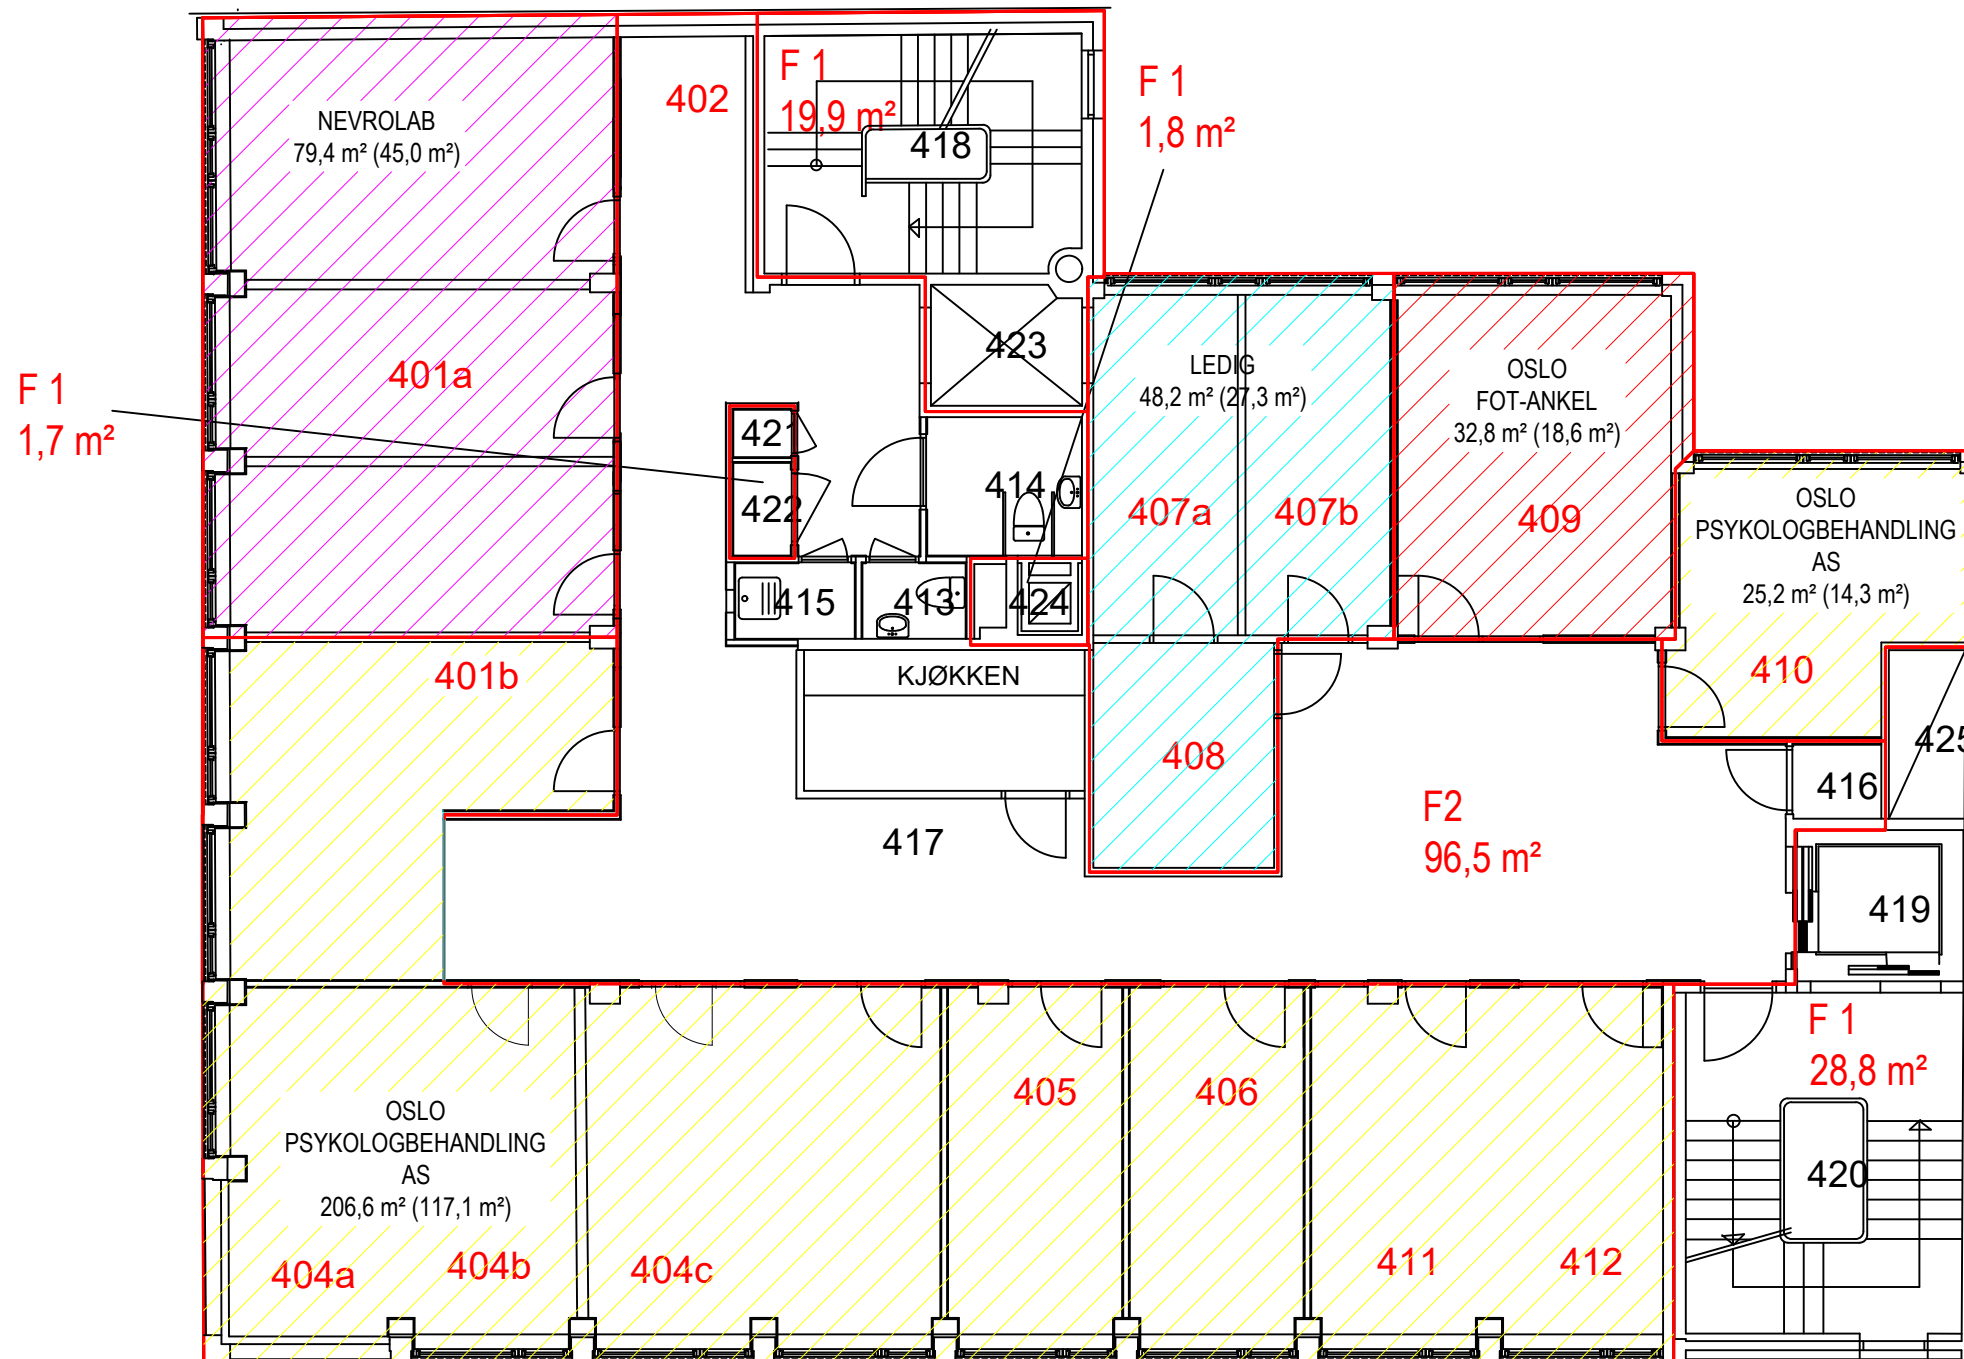 F 1
19,9 m²
402
418
F 1
1,8 m²
NEVROLAB
79,4 m² (45,0 m²)
401a
423
LEDIG
48,2 m² (27,3 m²)
OSLO
FOT-ANKEL
32,8 m² (18,6 m²)
F 1
1,7 m²
421
422
414
407a
407b
409
OSLO
PSYKOLOGBEHANDLING
AS
25,2 m² (14,3 m²)
415
413
424
401b
KJØKKEN
410
408
425
416
417
F2
96,5 m²
419
F 1
28,8 m²
405
406
OSLO
PSYKOLOGBEHANDLING
AS
206,6 m² (117,1 m²)
420
404a
404b
404c
411
412